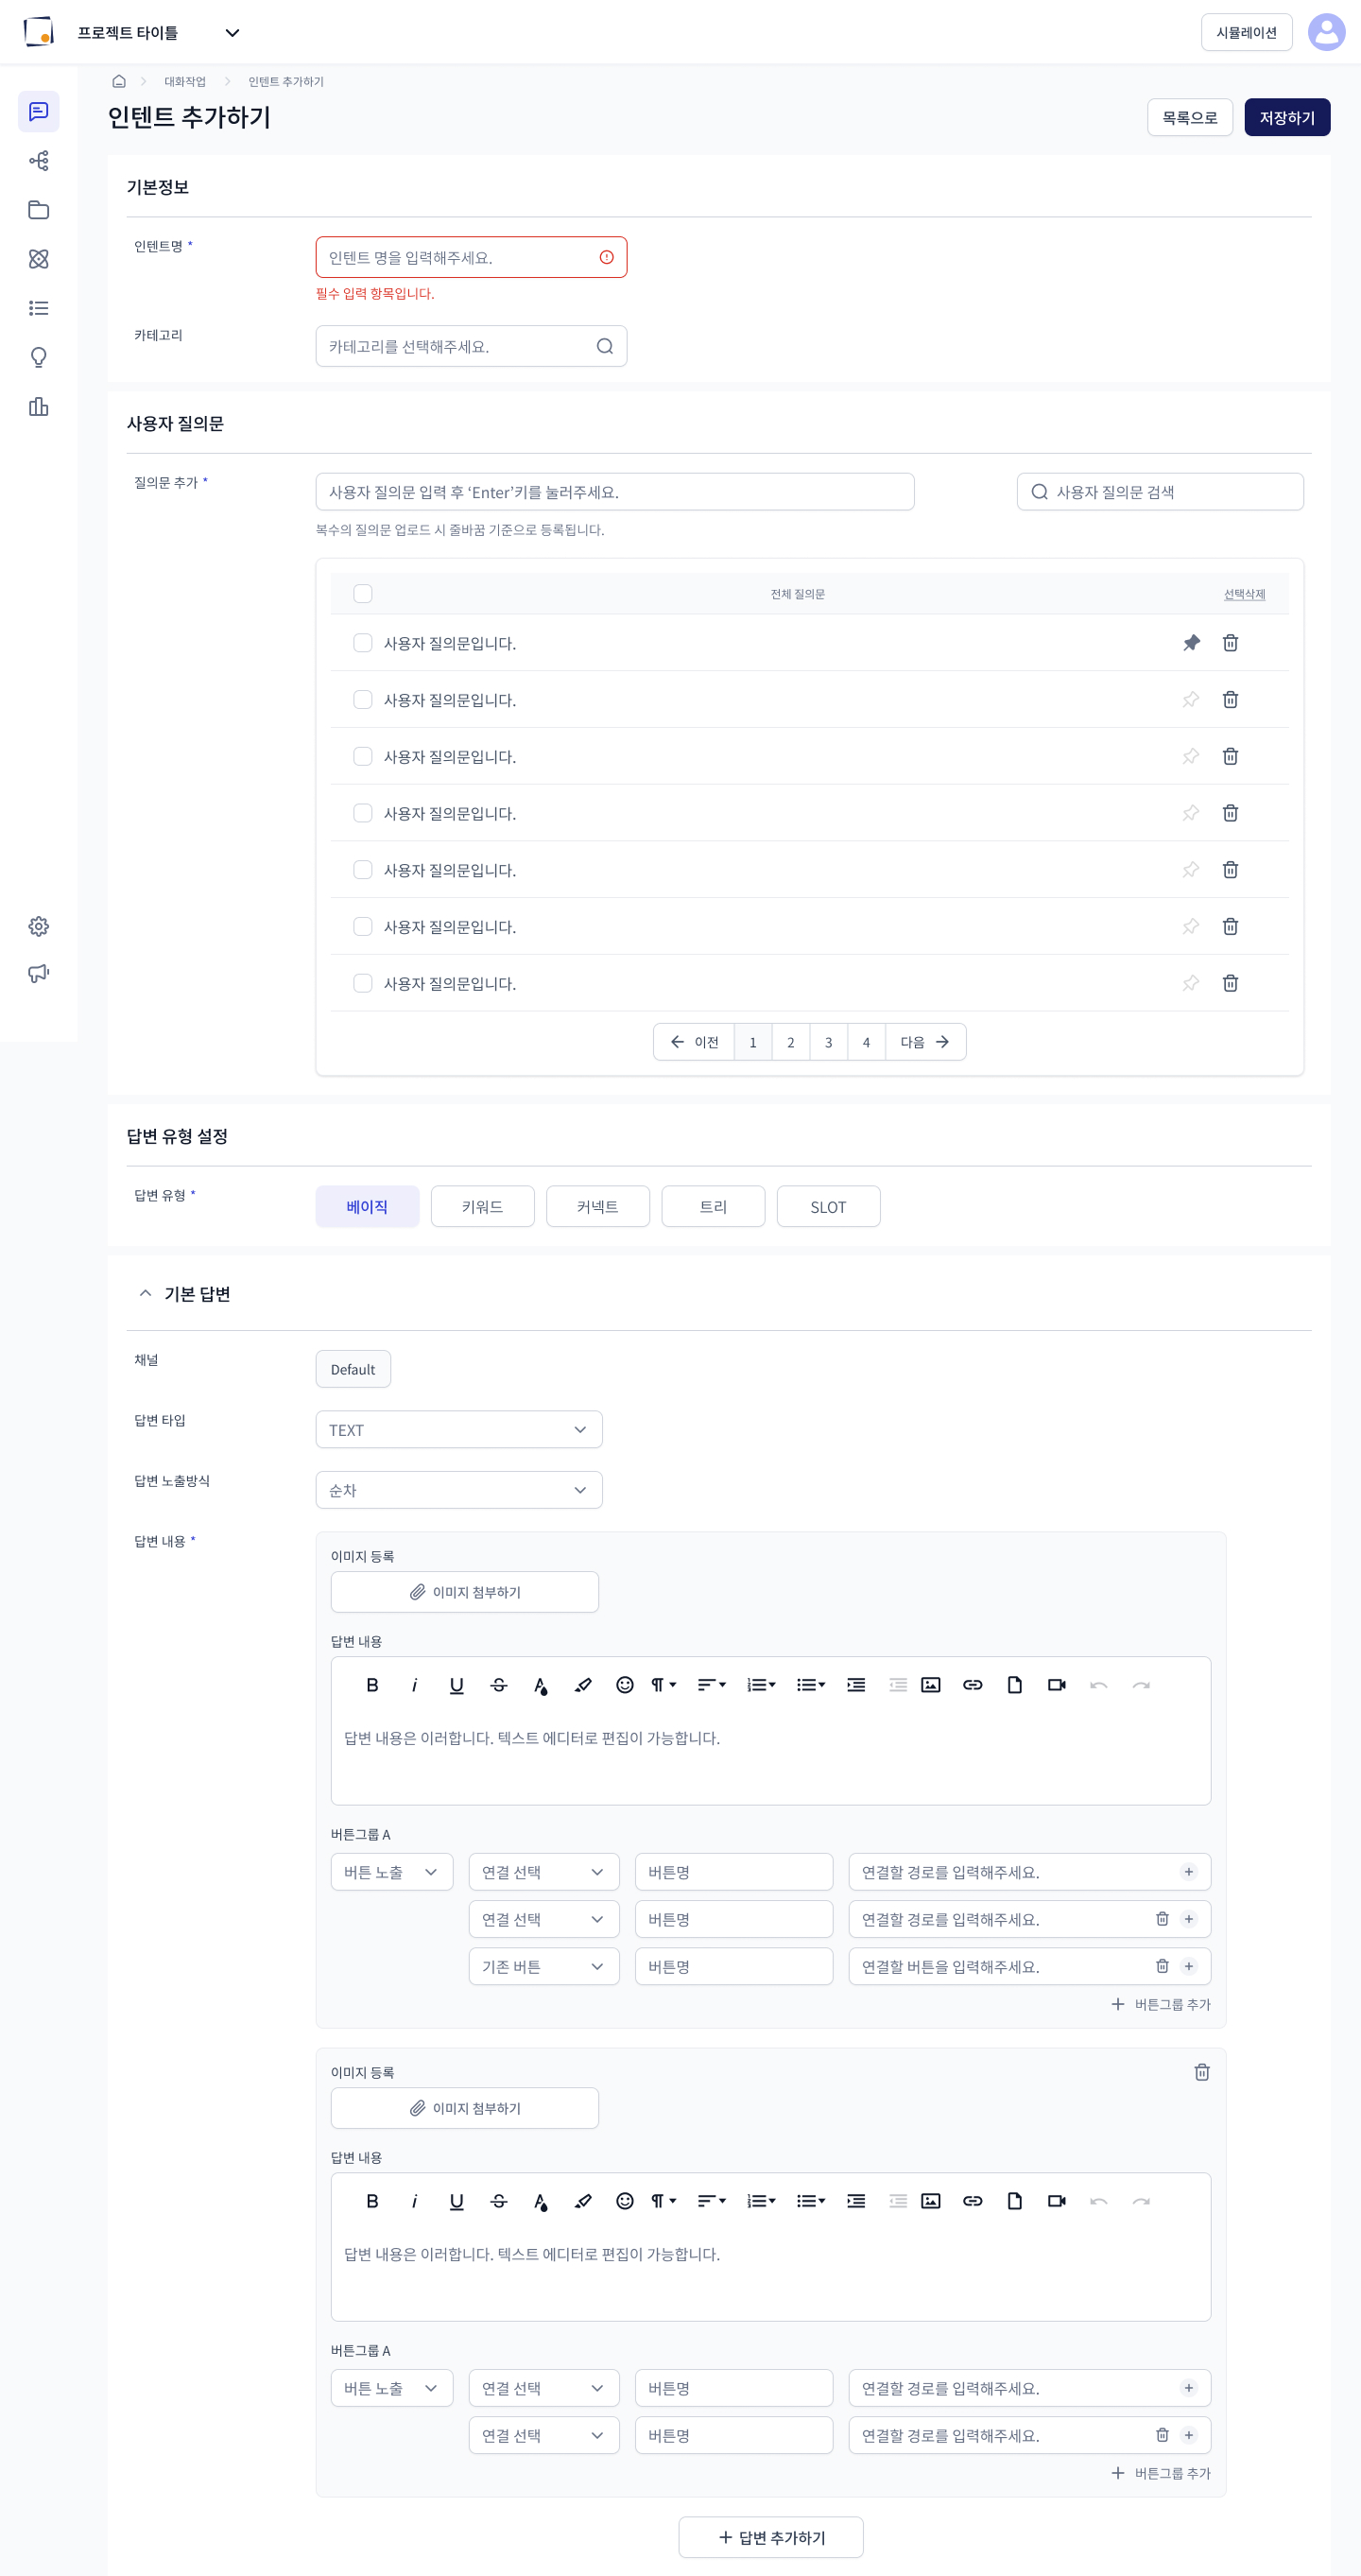 프로젝트 타이틀
시뮬레이션
대화작업
인텐트 추가하기
인텐트 추가하기
목록으로
저장하기
기본정보
인텐트명 *
인텐트 명을 입력해주세요.
필수 입력 항목입니다.
카테고리
카테고리를 선택해주세요.
사용자 질의문
질의문 추가 *
사용자 질의문 입력 후 ‘Enter’키를 눌러주세요.
사용자 질의문 검색
복수의 질의문 업로드 시 줄바꿈 기준으로 등록됩니다.
전체 질의문
선택삭제
사용자 질의문입니다.
사용자 질의문입니다.
사용자 질의문입니다.
사용자 질의문입니다.
사용자 질의문입니다.
사용자 질의문입니다.
사용자 질의문입니다.
이전 1 2 3 4 다음
답변 유형 설정
답변 유형 *
베이직
키워드
커넥트
트리
SLOT
기본 답변
채널
Default
답변 타입
TEXT
답변 노출방식
순차
답변 내용 *
이미지 등록
이미지 첨부하기
답변 내용
답변 내용은 이러합니다. 텍스트 에디터로 편집이 가능합니다.
버튼그룹 A
버튼 노출
연결 선택
버튼명
연결할 경로를 입력해주세요.
연결 선택
버튼명
연결할 경로를 입력해주세요.
기존 버튼
버튼명
연결할 버튼을 입력해주세요.
버튼그룹 추가
이미지 등록
이미지 첨부하기
답변 내용
답변 내용은 이러합니다. 텍스트 에디터로 편집이 가능합니다.
버튼그룹 A
버튼 노출
연결 선택
버튼명
연결할 경로를 입력해주세요.
연결 선택
버튼명
연결할 경로를 입력해주세요.
버튼그룹 추가
답변 추가하기